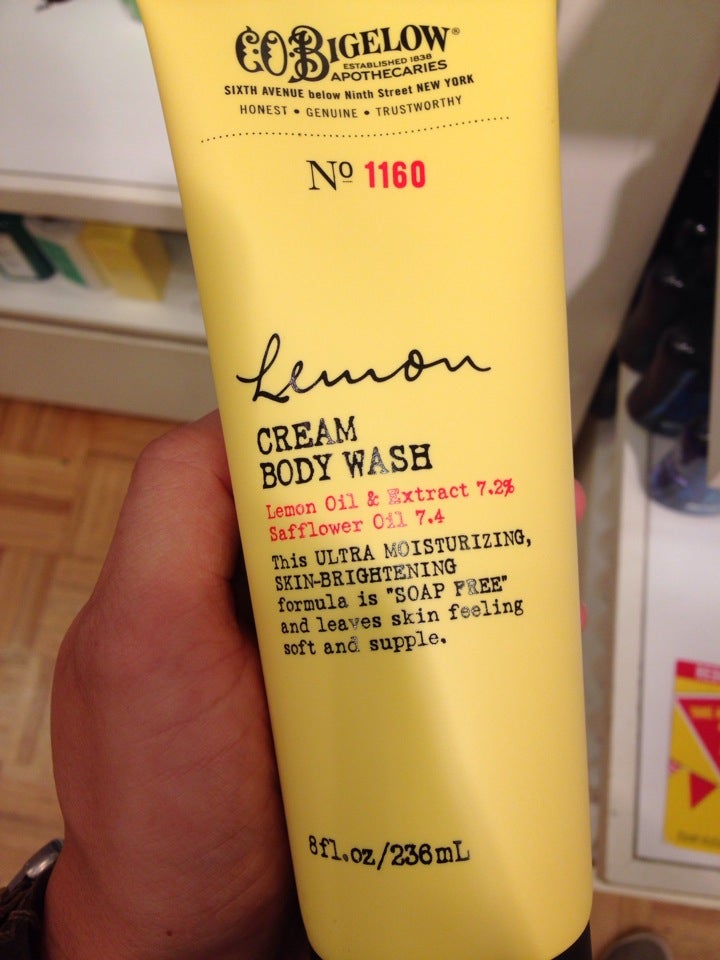 C.O. BIGELOW®
ESTABLISHED 1838
APOTHECARIES
SIXTH AVENUE below Ninth Street NEW YORK
HONEST • GENUINE • TRUSTWORTHY
Nº 1160
Lemon
CREAM
BODY WASH
Lemon Oil & Extract 7.2%
Safflower Oil 7.4
This ULTRA MOISTURIZING,
SKIN-BRIGHTENING
formula is "SOAP FREE"
and leaves skin feeling
soft and supple.
8fl.oz/236mL